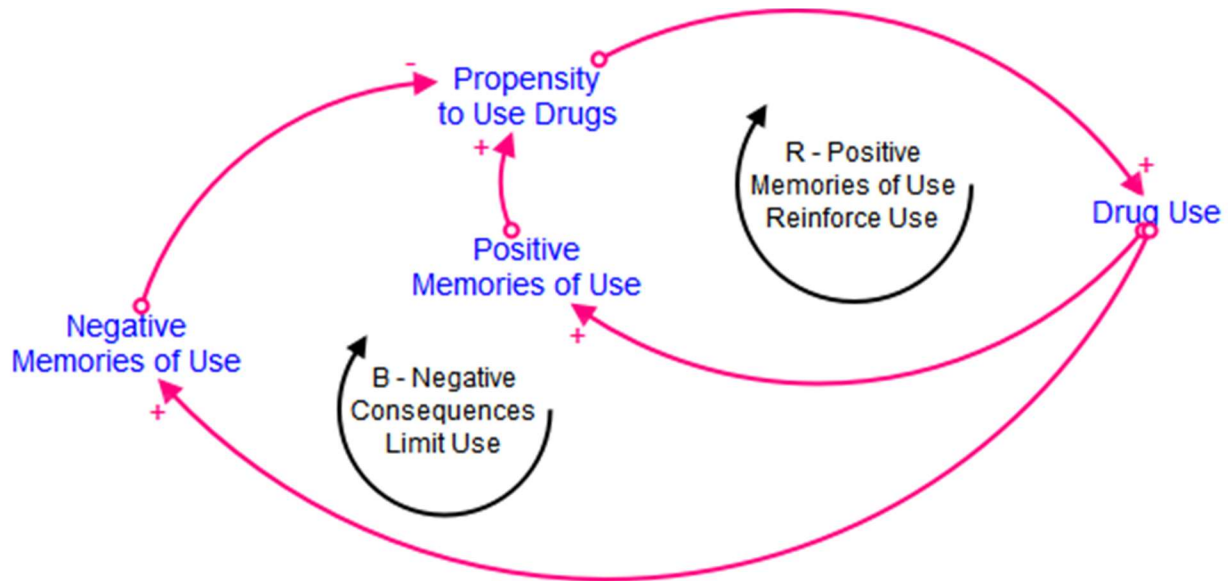 -
Propensity
to Use Drugs
+
R - Positive
Memories of Use
Reinforce Use
+
Drug Use
Positive
Memories of Use
+
Negative
Memories of Use
+
B - Negative
Consequences
Limit Use
+